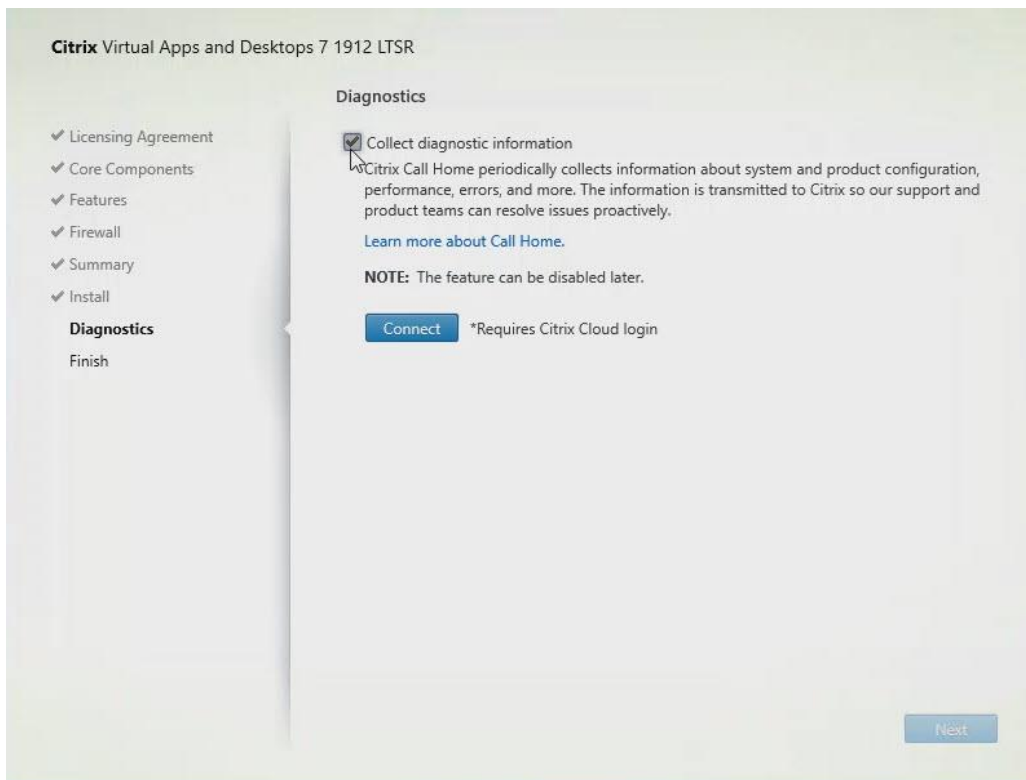 Citrix Virtual Apps and Desktops 7 1912 LTSR
Licensing Agreement
Core Components
Features
Firewall
Summary
Install
Diagnostics
Finish
Diagnostics
Collect diagnostic information
Citrix Call Home periodically collects information about system and product configuration,
performance, errors, and more. The information is transmitted to Citrix so our support and
product teams can resolve issues proactively.
Learn more about Call Home.
NOTE: The feature can be disabled later.
Connect *Requires Citrix Cloud login
Next